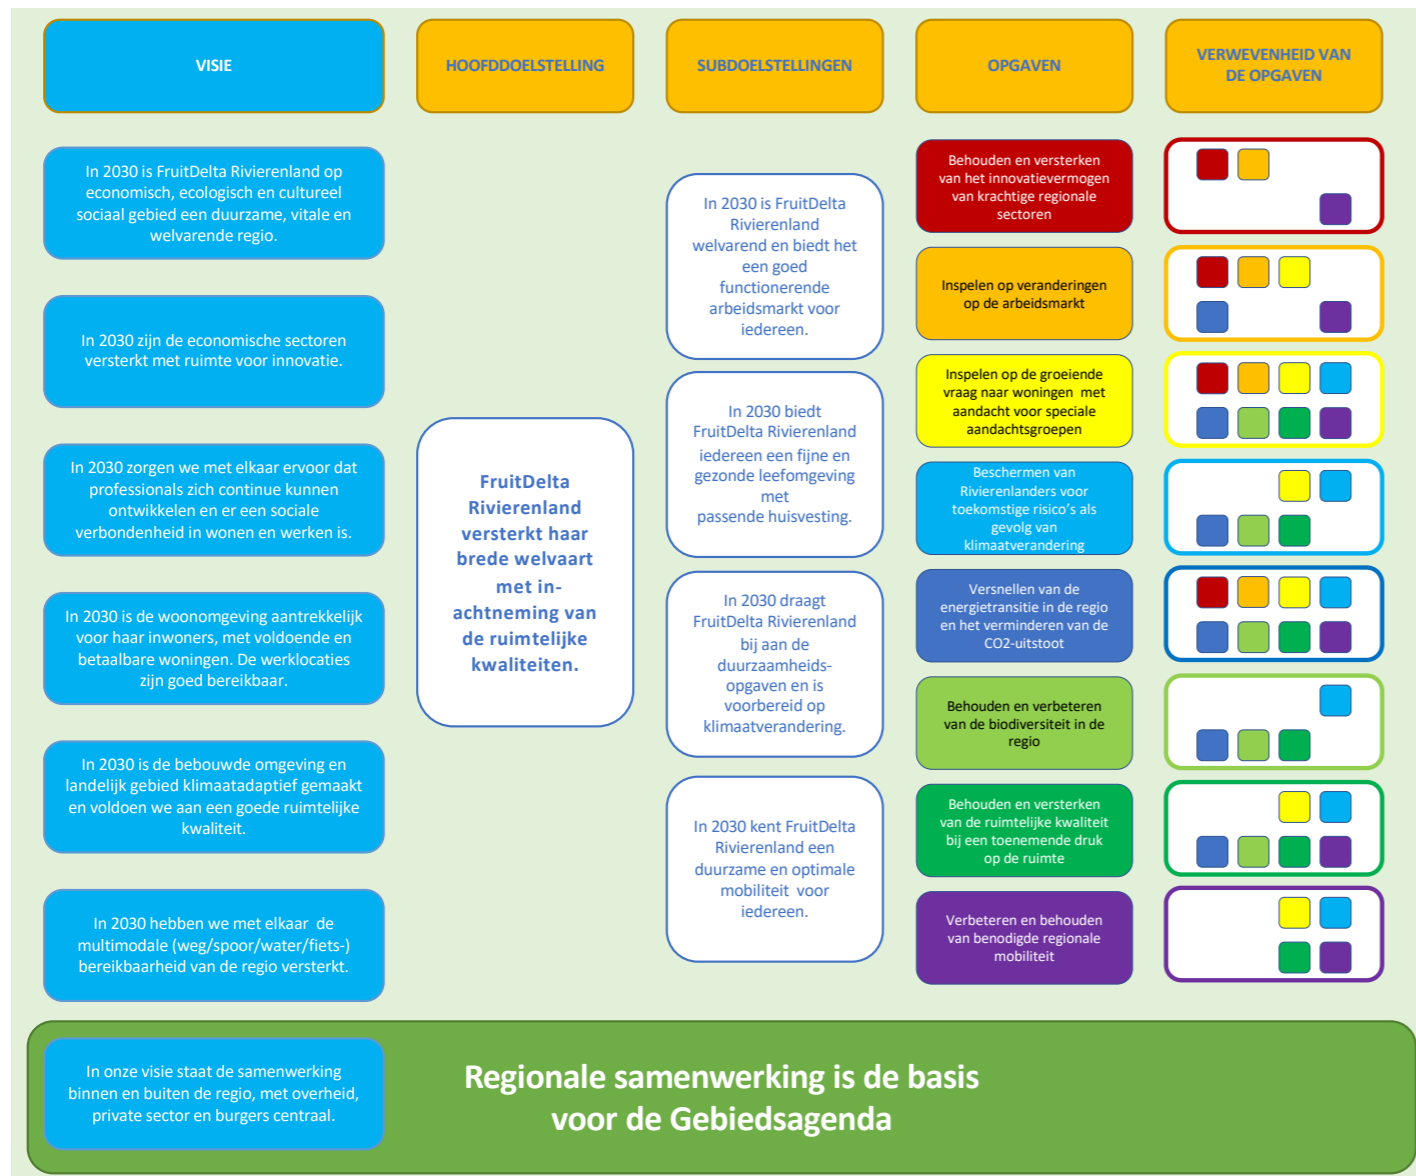 VISIE
HOOFDDOELSTELLING
SUBDOELSTELLINGEN
OPGAVEN
VERWEVENHEID VAN
DE OPGAVEN
In 2030 is FruitDelta Rivierenland op
economisch, ecologisch en cultureel
sociaal gebied een duurzame, vitale en
welvarende regio.
In 2030 zijn de economische sectoren
versterkt met ruimte voor innovatie.
In 2030 zorgen we met elkaar ervoor dat
professionals zich continue kunnen
ontwikkelen en er een sociale
verbondenheid in wonen en werken is.
In 2030 is de woonomgeving aantrekkelijk
voor haar inwoners, met voldoende en
betaalbare woningen. De werklocaties
zijn goed bereikbaar.
In 2030 is de bebouwde omgeving en
landelijk gebied klimaatadaptief gemaakt
en voldoen we aan een goede ruimtelijke
kwaliteit.
In 2030 hebben we met elkaar de
multimodale (weg/spoor/water/fiets-)
bereikbaarheid van de regio versterkt.
FruitDelta
Rivierenland
versterkt haar
brede welvaart
met in-
achtneming van
de ruimtelijke
kwaliteiten.
In 2030 is FruitDelta
Rivierenland
welvarend en biedt het
een goed
functionerende
arbeidsmarkt voor
iedereen.
In 2030 biedt
FruitDelta Rivierenland
iedereen een fijne en
gezonde leefomgeving
met
passende huisvesting.
In 2030 draagt
FruitDelta Rivierenland
bij aan de
duurzaamheids-
opgaven en is
voorbereid op
klimaatverandering.
In 2030 kent FruitDelta
Rivierenland een
duurzame en optimale
mobiliteit voor
iedereen.
Behouden en versterken
van het innovatievermogen
van krachtige regionale
sectoren
Inspelen op veranderingen
op de arbeidsmarkt
Inspelen op de groeiende
vraag naar woningen met
aandacht voor speciale
aandachtsgroepen
Beschermen van
Rivierenlanders voor
toekomstige risico's als
gevolg van
klimaatverandering
Versnellen van de
energietransitie in de regio
en het verminderen van de
CO2-uitstoot
Behouden en verbeteren
van de biodiversiteit in de
regio
Behouden en versterken
van de ruimtelijke kwaliteit
bij een toenemende druk
op de ruimte
Verbeteren en behouden
van benodigde regionale
mobiliteit
In onze visie staat de samenwerking
binnen en buiten de regio, met overheid,
private sector en burgers centraal.
Regionale samenwerking is de basis
voor de Gebiedsagenda